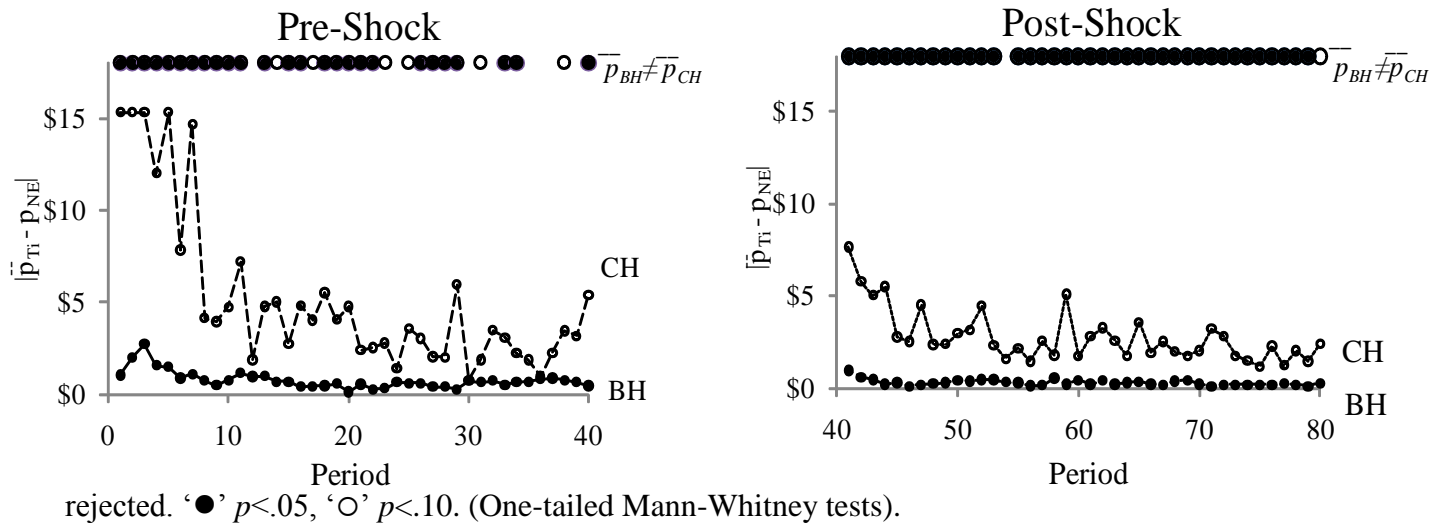 Pre-Shock
p̅BH≠p̅CH
$15
$10
$5
$0
|p̅Ti - pNE|
CH
BH
0 10 20 30 40
Period
Post-Shock
p̅BH≠p̅CH
$15
$10
$5
$0
|p̅Ti - pNE|
CH
BH
40 50 60 70 80
Period
rejected. ‘●’ p<.05, ‘○’ p<.10. (One-tailed Mann-Whitney tests).